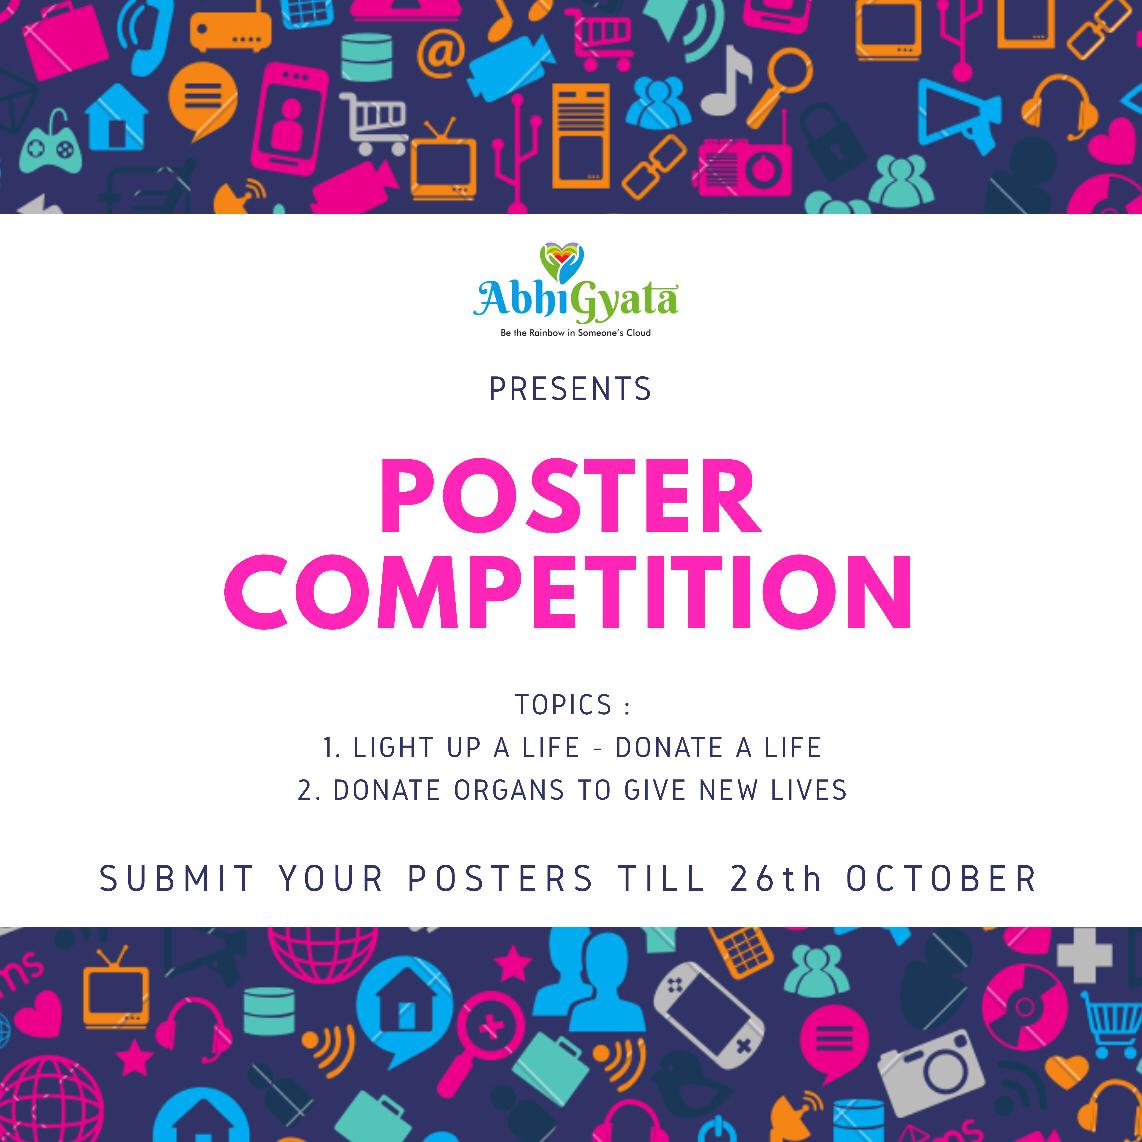 @
AbhiGyata
Be the Rainbow in Someone's Cloud
PRESENTS
POSTER
COMPETITION
TOPICS :
1. LIGHT UP A LIFE - DONATE A LIFE
2. DONATE ORGANS TO GIVE NEW LIVES
SUBMIT YOUR POSTERS TILL 26th OCTOBER
ms